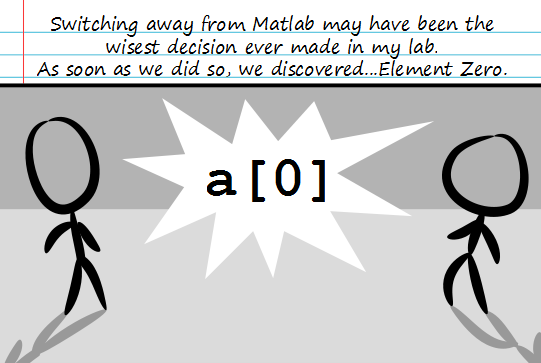 Switching away from Matlab may have been the
wisest decision ever made in my lab.
As soon as we did so, we discovered...Element Zero.
a[0]